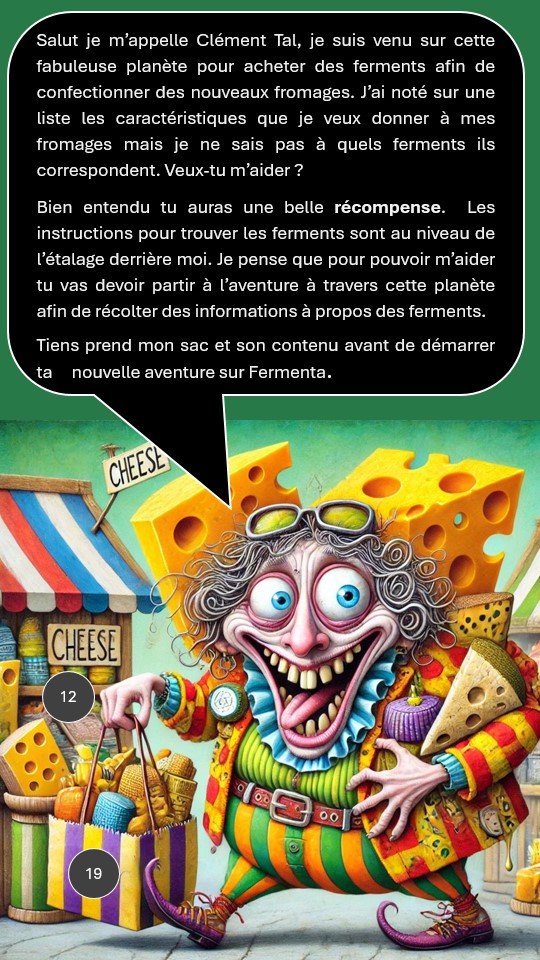 Salut je m’appelle Clément Tal, je suis venu sur cette
fabuleuse planète pour acheter des ferments afin de
confectionner des nouveaux fromages. J’ai noté sur une
liste les caractéristiques que je veux donner à mes
fromages mais je ne sais pas à quels ferments ils
correspondent. Veux-tu m’aider ?
Bien entendu tu auras une belle récompense. Les
instructions pour trouver les ferments sont au niveau de
l’étalage derrière moi. Je pense que pour pouvoir m’aider
tu vas devoir partir à l’aventure à travers cette planète
afin de récolter des informations à propos des ferments.
Tiens prend mon sac et son contenu avant de démarrer
ta nouvelle aventure sur Fermenta.
CHEESE
CHEESE
12
19